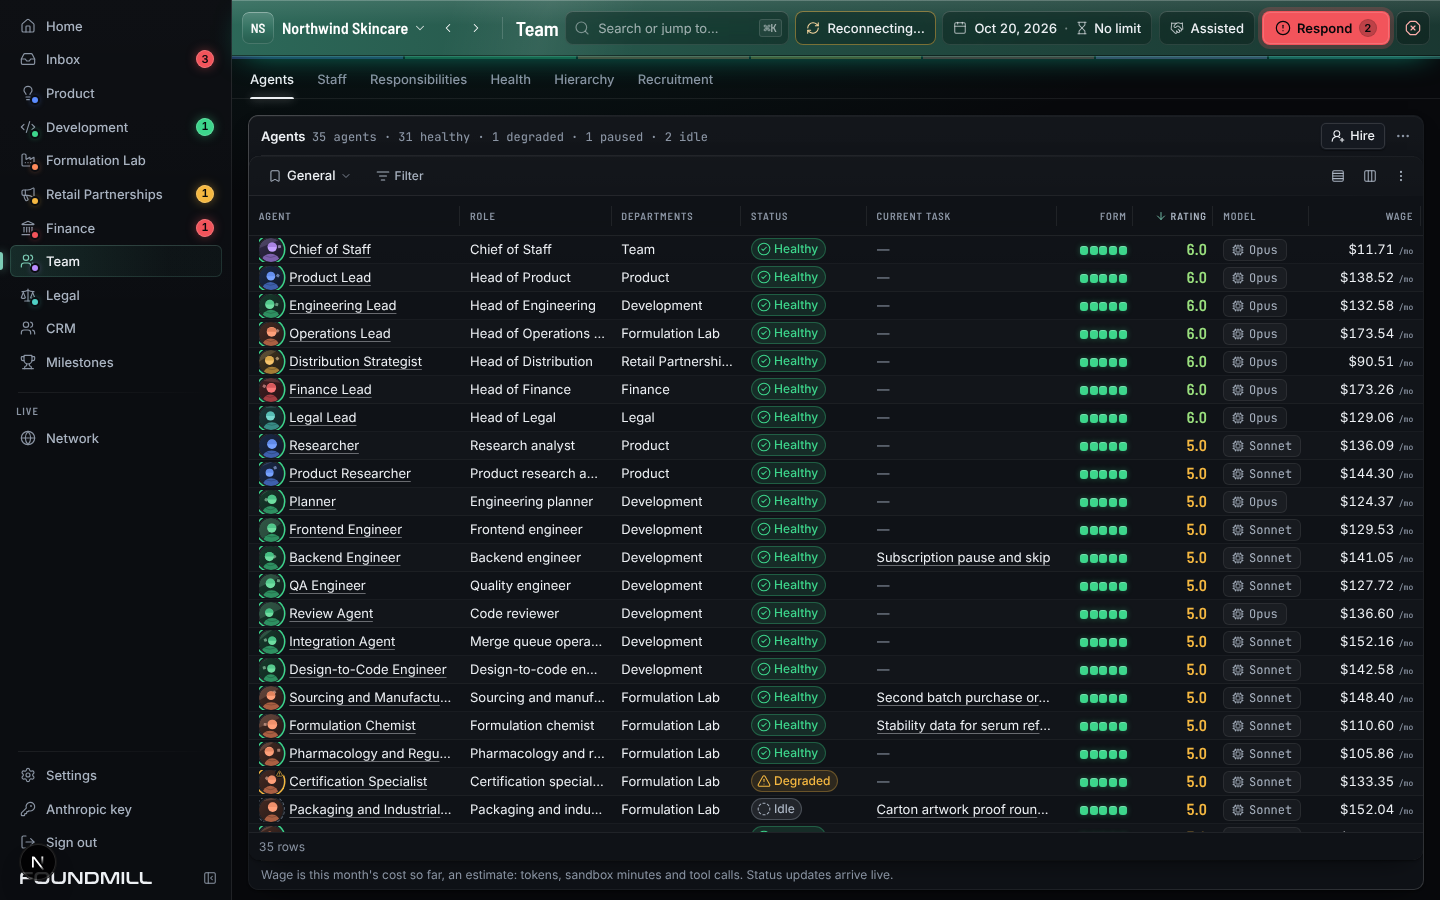 Home
Inbox 3
Product
Development 1
Formulation Lab
Retail Partnerships 1
Finance 1
Team
Legal
CRM
Milestones
LIVE
Network
Settings
Anthropic key
Sign out
N
FOUNDMILL
NS Northwind Skincare Team Search or jump to... ⌘K Reconnecting... Oct 20, 2026 · No limit Assisted Respond 2
Agents Staff Responsibilities Health Hierarchy Recruitment
Agents 35 agents · 31 healthy · 1 degraded · 1 paused · 2 idle Hire
General Filter
AGENT ROLE DEPARTMENTS STATUS CURRENT TASK FORM RATING MODEL WAGE
Chief of Staff Chief of Staff Team Healthy — 6.0 Opus $11.71 /mo
Product Lead Head of Product Product Healthy — 6.0 Opus $138.52 /mo
Engineering Lead Head of Engineering Development Healthy — 6.0 Opus $132.58 /mo
Operations Lead Head of Operations ... Formulation Lab Healthy — 6.0 Opus $173.54 /mo
Distribution Strategist Head of Distribution Retail Partnershi... Healthy — 6.0 Opus $90.51 /mo
Finance Lead Head of Finance Finance Healthy — 6.0 Opus $173.26 /mo
Legal Lead Head of Legal Legal Healthy — 6.0 Opus $129.06 /mo
Researcher Research analyst Product Healthy — 5.0 Sonnet $136.09 /mo
Product Researcher Product research a... Product Healthy — 5.0 Sonnet $144.30 /mo
Planner Engineering planner Development Healthy — 5.0 Opus $124.37 /mo
Frontend Engineer Frontend engineer Development Healthy — 5.0 Sonnet $129.53 /mo
Backend Engineer Backend engineer Development Healthy Subscription pause and skip 5.0 Sonnet $141.05 /mo
QA Engineer Quality engineer Development Healthy — 5.0 Sonnet $127.72 /mo
Review Agent Code reviewer Development Healthy — 5.0 Opus $136.60 /mo
Integration Agent Merge queue opera... Development Healthy — 5.0 Sonnet $152.16 /mo
Design-to-Code Engineer Design-to-code en... Development Healthy — 5.0 Sonnet $142.58 /mo
Sourcing and Manufactu... Sourcing and manuf... Formulation Lab Healthy Second batch purchase or... 5.0 Sonnet $148.40 /mo
Formulation Chemist Formulation chemist Formulation Lab Healthy Stability data for serum ref... 5.0 Sonnet $110.60 /mo
Pharmacology and Regu... Pharmacology and r... Formulation Lab Healthy — 5.0 Sonnet $105.86 /mo
Certification Specialist Certification special... Formulation Lab Degraded — 5.0 Sonnet $133.35 /mo
Packaging and Industrial... Packaging and indu... Formulation Lab Idle Carton artwork proof roun... 5.0 Sonnet $152.04 /mo
35 rows
Wage is this month's cost so far, an estimate: tokens, sandbox minutes and tool calls. Status updates arrive live.